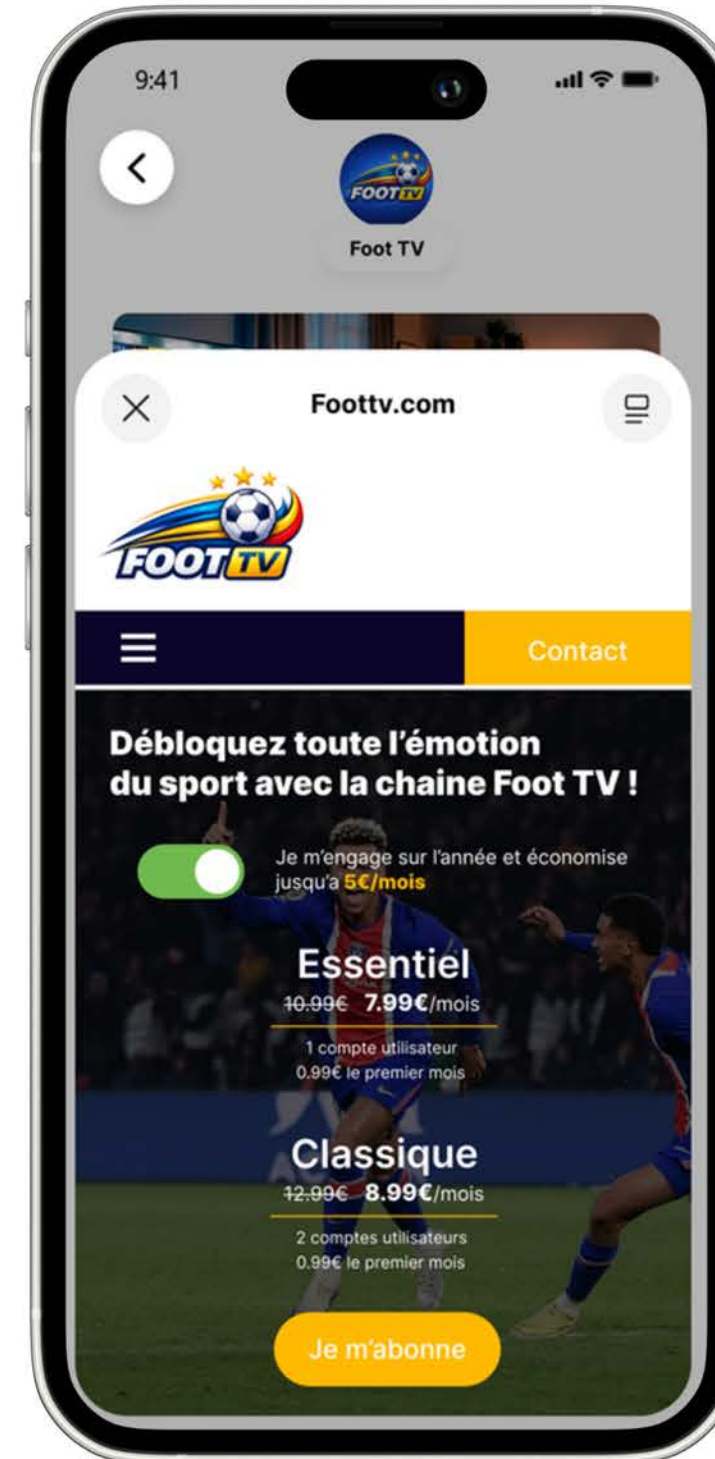 9:41
FOOT TV
Foot TV
Foottv.com
FOOT TV
Contact
Débloquez toute l’émotion
du sport avec la chaine Foot TV !
Je m’engage sur l’année et économise
jusqu’a 5€/mois
Essentiel
10.99€ 7.99€/mois
1 compte utilisateur
0.99€ le premier mois
Classique
12.99€ 8.99€/mois
2 comptes utilisateurs
0.99€ le premier mois
Je m’abonne